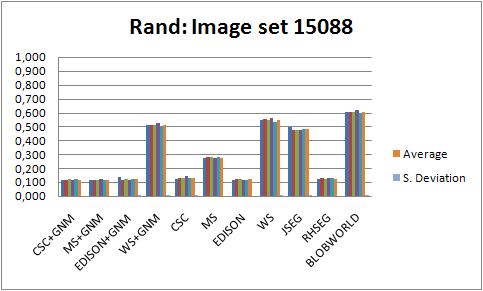 Rand: Image set 15088
1,000
0,900
0,800
0,700
0,600
0,500
0,400
0,300
0,200
0,100
0,000
Average
S. Deviation
CSC+GNM
MS+GNM
EDISON+GNM
WS+GNM
CSC
MS
EDISON
WS
JSEG
RHSEG
BLOBWORLD